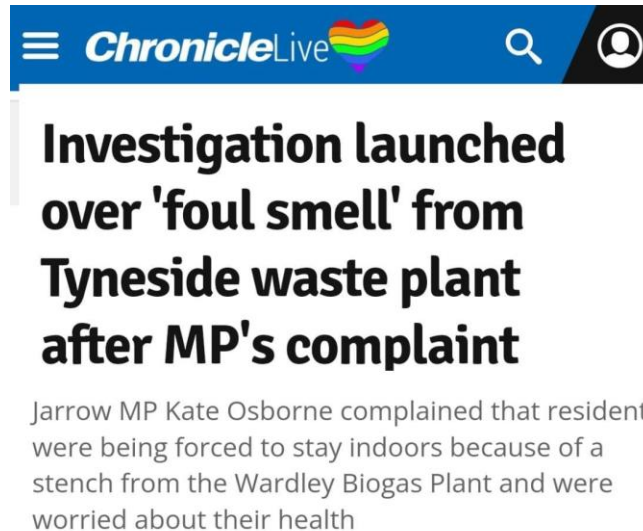 ChronicleLive
Investigation launched
over 'foul smell' from
Tyneside waste plant
after MP's complaint
Jarrow MP Kate Osborne complained that resident
were being forced to stay indoors because of a
stench from the Wardley Biogas Plant and were
worried about their health